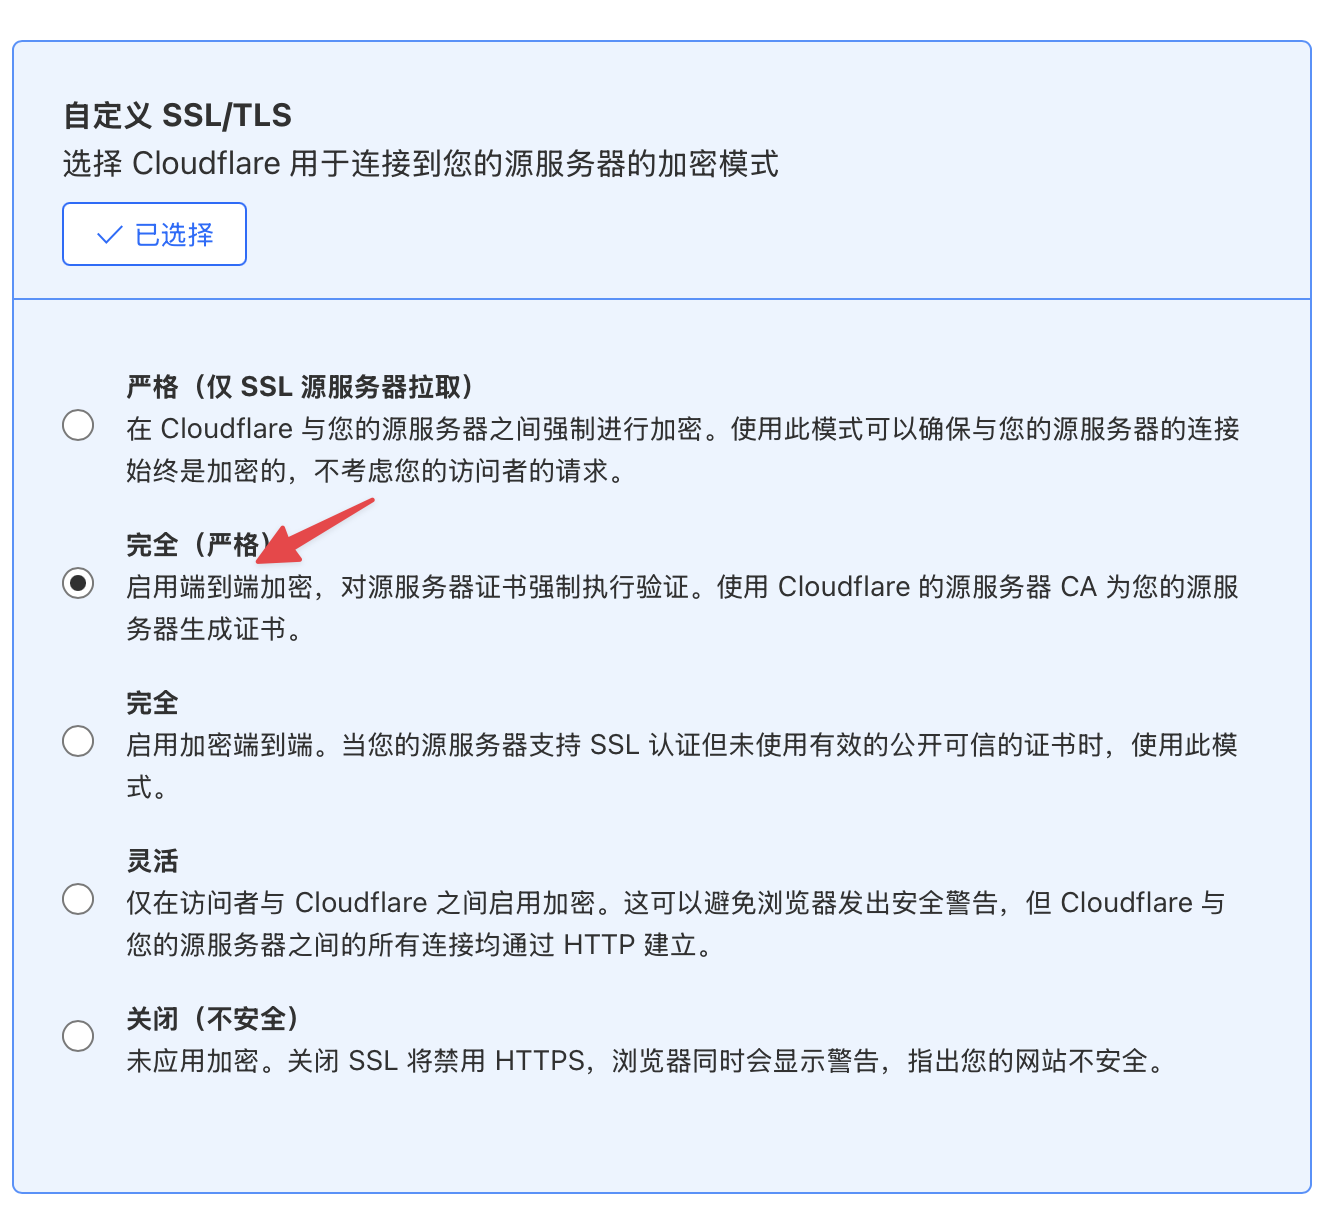 自定义 SSL/TLS
选择 Cloudflare 用于连接到您的源服务器的加密模式
已选择
严格（仅 SSL 源服务器拉取）
在 Cloudflare 与您的源服务器之间强制进行加密。使用此模式可以确保与您的源服务器的连接
始终是加密的，不考虑您的访问者的请求。
完全（严格）
启用端到端加密，对源服务器证书强制执行验证。使用 Cloudflare 的源服务器 CA 为您的源服
务器生成证书。
完全
启用加密端到端。当您的源服务器支持 SSL 认证但未使用有效的公开可信的证书时，使用此模
式。
灵活
仅在访问者与 Cloudflare 之间启用加密。这可以避免浏览器发出安全警告，但 Cloudflare 与
您的源服务器之间的所有连接均通过 HTTP 建立。
关闭（不安全）
未应用加密。关闭 SSL 将禁用 HTTPS，浏览器同时会显示警告，指出您的网站不安全。